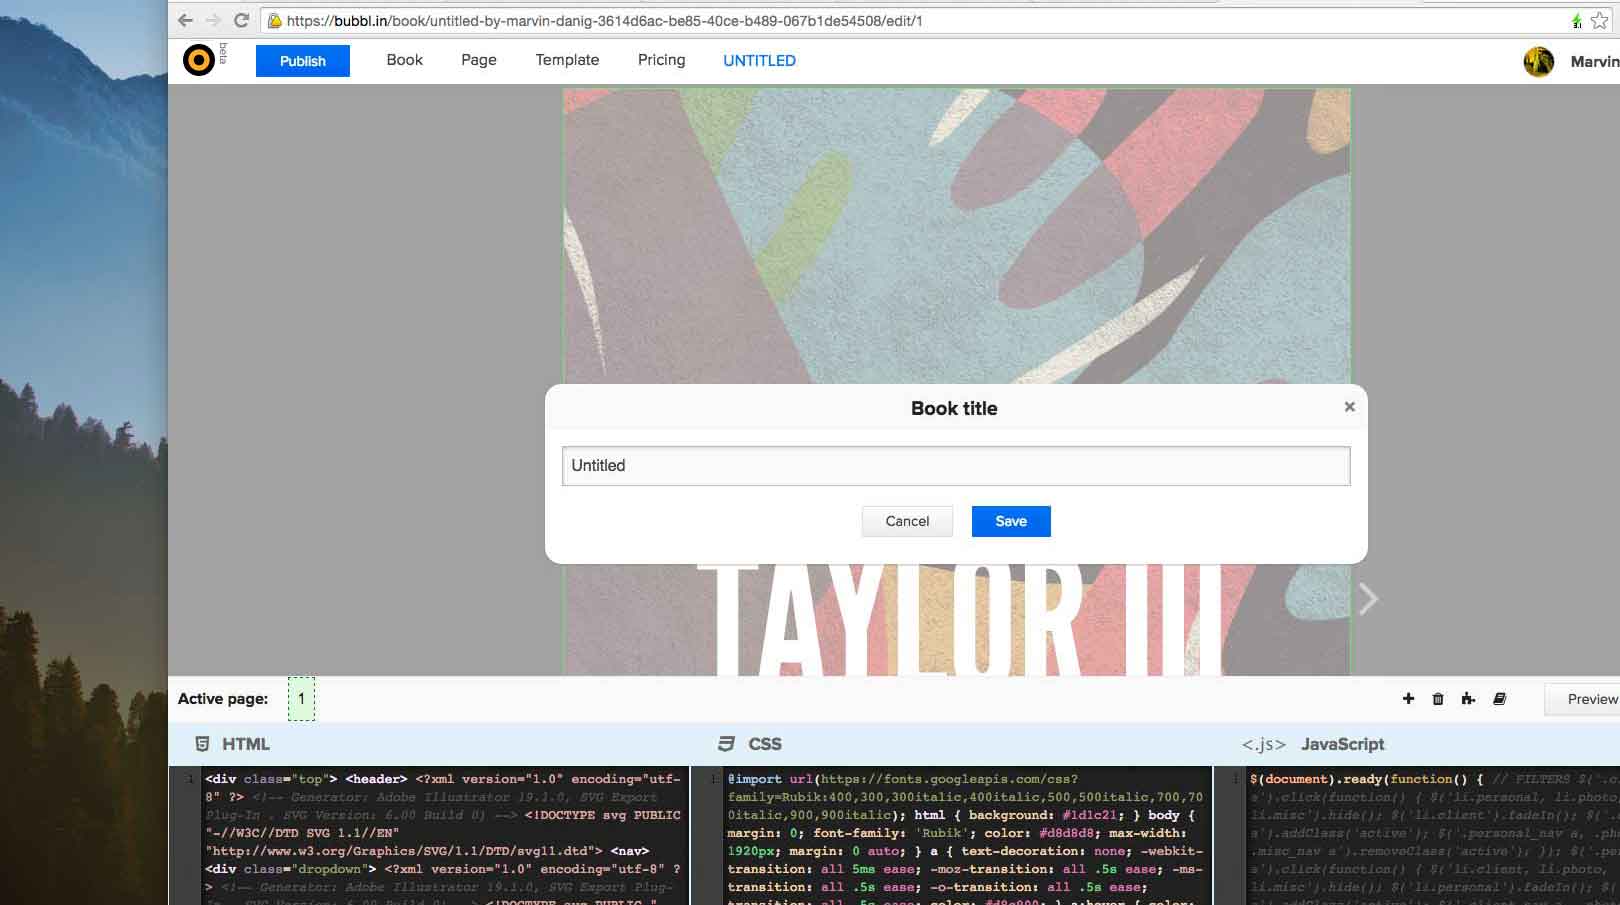 https://bubbl.in/book/untitled-by-marvin-danig-3614d6ac-be85-40ce-b489-067b1de54508/edit/1
beta
Publish Book Page Template Pricing UNTITLED Marvin
Book title
×
Untitled
Cancel Save
TAYLOR III
Active page: 1 Preview
HTML
1 <div class="top"> <header> <?xml version="1.0" encoding="utf-
8" ?> <!-- Generator: Adobe Illustrator 19.1.0, SVG Export
Plug-In . SVG Version: 6.00 Build 0) --> <!DOCTYPE svg PUBLIC
"-//W3C//DTD SVG 1.1//EN"
"http://www.w3.org/Graphics/SVG/1.1/DTD/svg11.dtd"> <nav>
<div class="dropdown"> <?xml version="1.0" encoding="utf-8" ?
> <!-- Generator: Adobe Illustrator 19.1.0, SVG Export Plug-
CSS
1 @import url(https://fonts.googleapis.com/css?
family=Rubik:400,300,300italic,400italic,500,500italic,700,70
0italic,900,900italic); html { background: #1d1c21; } body {
margin: 0; font-family: 'Rubik'; color: #d8d8d8; max-width:
1920px; margin: 0 auto; } a { text-decoration: none; -webkit-
transition: all 5ms ease; -moz-transition: all .5s ease; -ms-
transition: all .5s ease; -o-transition: all .5s ease;
<.js> JavaScript
1 $(document).ready(function() { // FILTERS $('.c
a').click(function() { $('li.personal, li.photo,
li.misc').hide(); $('li.client').fadeIn(); $('.c
a').addClass('active'); $('.personal_nav a, .pho
.misc_nav a').removeClass('active'); }); $('.per
a').click(function() { $('li.client, li.photo,
li.misc').hide(); $('li.personal').fadeIn(); $('